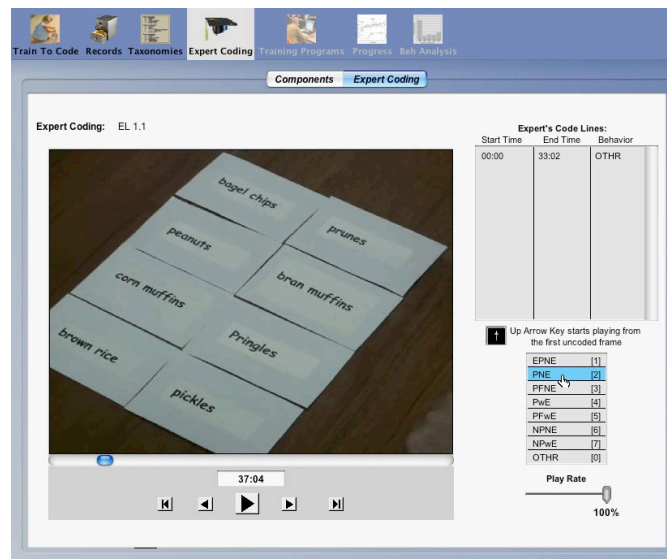 Train To Code Records Taxonomies Expert Coding Training Programs Progress Beh Analysis
Components Expert Coding
Expert Coding: EL 1.1
Expert's Code Lines:
Start Time End Time Behavior
00:00 33:02 OTHR
bagel chips
prunes
peanuts
bran muffins
corn muffins
Pringles
brown rice
pickles
Up Arrow Key starts playing from
the first uncoded frame
EPNE [1]
PNE [2]
PFNE [3]
PwE [4]
PFwE [5]
NPNE [6]
NPwE [7]
OTHR [0]
37:04
Play Rate
100%